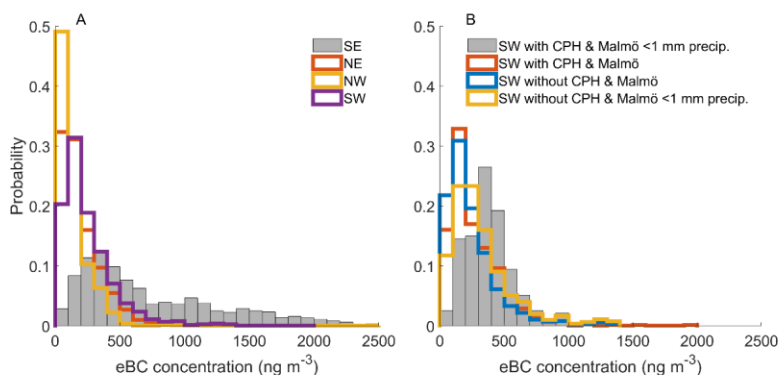 A
B
0.5
0.4
0.3
0.2
0.1
0
Probability
SE
NE
NW
SW
0 500 1000 1500 2000 2500
eBC concentration (ng m-3)
0.5
0.4
0.3
0.2
0.1
0
SW with CPH & Malmö <1 mm precip.
SW with CPH & Malmö
SW without CPH & Malmö
SW without CPH & Malmö <1 mm precip.
0 500 1000 1500 2000 2500
eBC concentration (ng m-3)